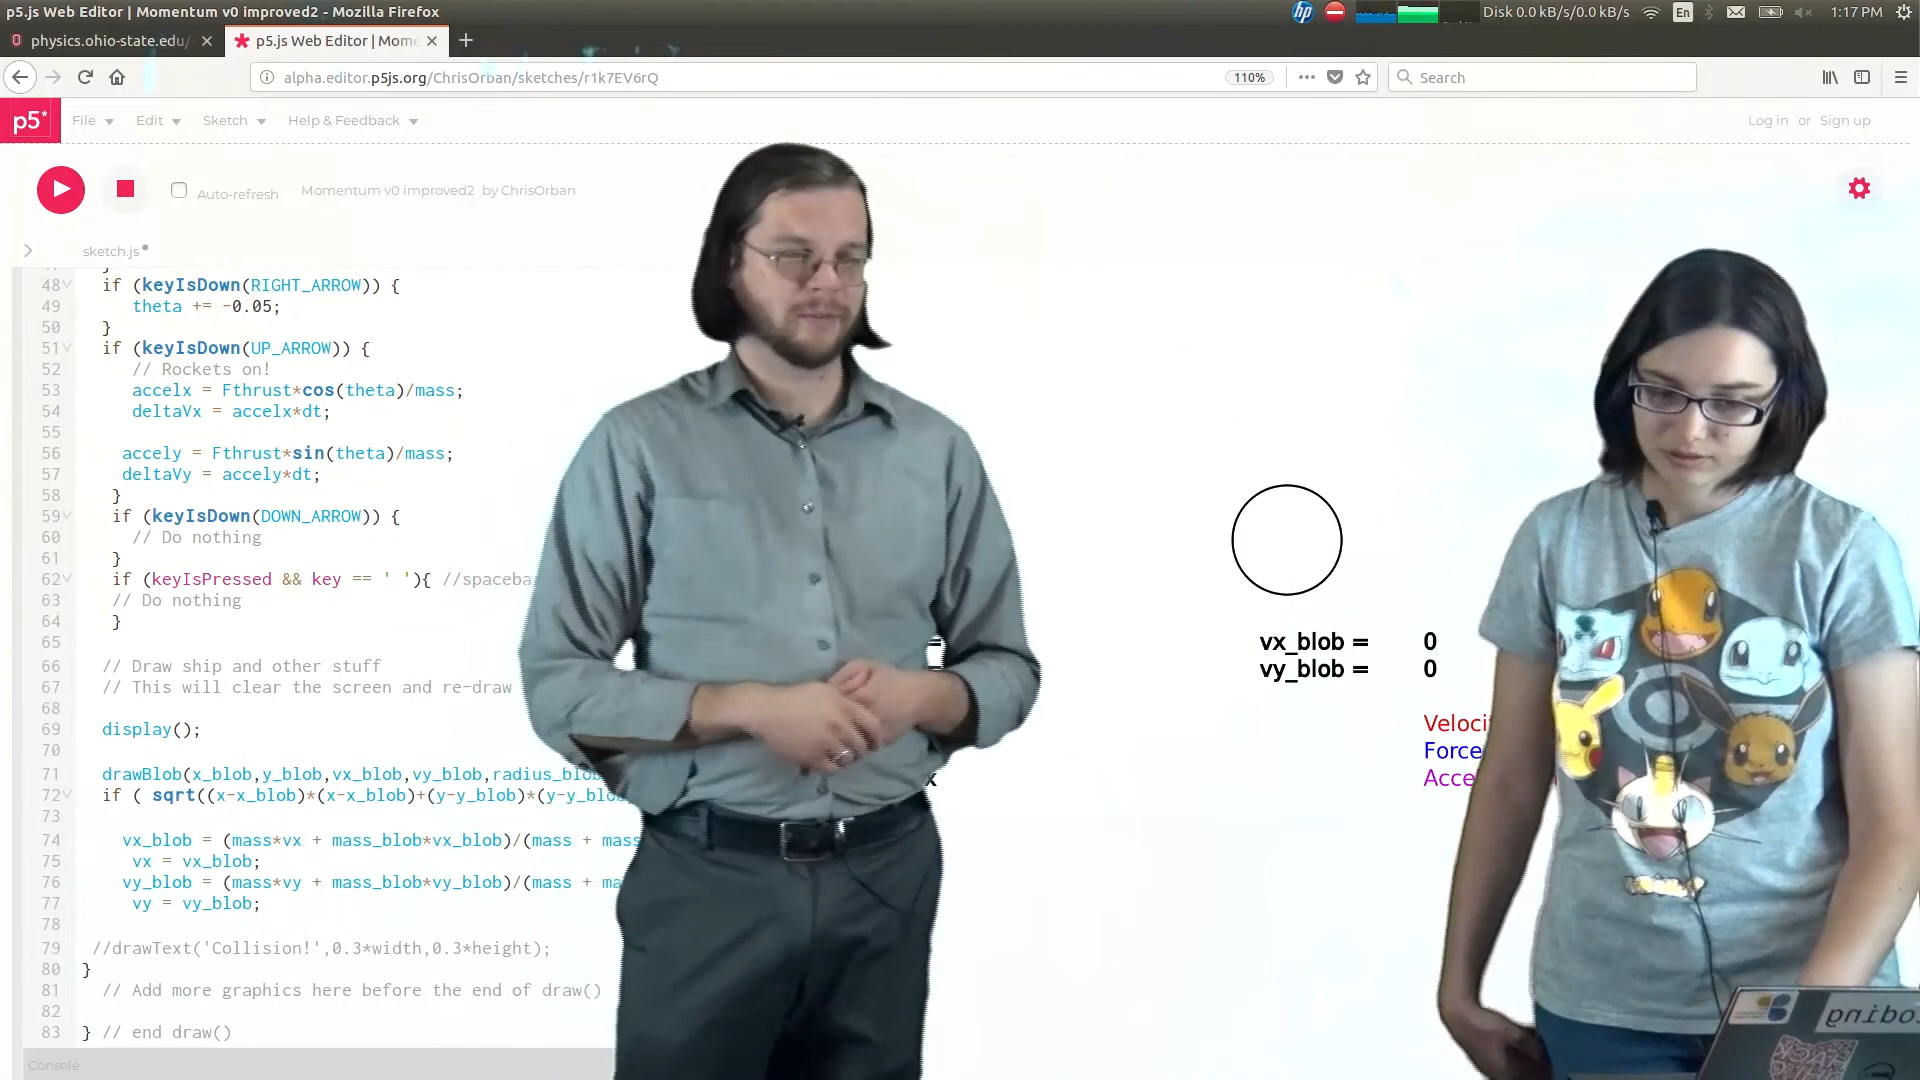 p5.js Web Editor | Momentum v0 improved2 - Mozilla Firefox
hp
Disk 0.0 kB/s/0.0 kB/s
En
1:17 PM
physics.ohio-state.edu/
p5.js Web Editor | Mome
alpha.editor.p5js.org/ChrisOrban/sketches/r1k7EV6rQ
110%
Search
p5*
File
Edit
Sketch
Help & Feedback
Log in or Sign up
Auto-refresh
Momentum v0 improved2 by ChrisOrban
sketch.js
48 if (keyIsDown(RIGHT_ARROW)) {
49 theta += -0.05;
50 }
51 if (keyIsDown(UP_ARROW)) {
52 // Rockets on!
53 accelx = Fthrust*cos(theta)/mass;
54 deltaVx = accelx*dt;
55
56 accely = Fthrust*sin(theta)/mass;
57 deltaVy = accely*dt;
58 }
59 if (keyIsDown(DOWN_ARROW)) {
60 // Do nothing
61 }
62 if (keyIsPressed && key == ' '){ //spaceba
63 // Do nothing
64 }
65
66 // Draw ship and other stuff
67 // This will clear the screen and re-draw
68
69 display();
70
71 drawBlob(x_blob,y_blob,vx_blob,vy_blob,radius_blob
72 if ( sqrt((x-x_blob)*(x-x_blob)+(y-y_blob)*(y-y_blob
73
74 vx_blob = (mass*vx + mass_blob*vx_blob)/(mass + mass
75 vx = vx_blob;
76 vy_blob = (mass*vy + mass_blob*vy_blob)/(mass + ma
77 vy = vy_blob;
78
79 //drawText('Collision!',0.3*width,0.3*height);
80 }
81 // Add more graphics here before the end of draw()
82
83 } // end draw()
Console
=
x
vx_blob = 0
vy_blob = 0
Veloci
Force
Acce